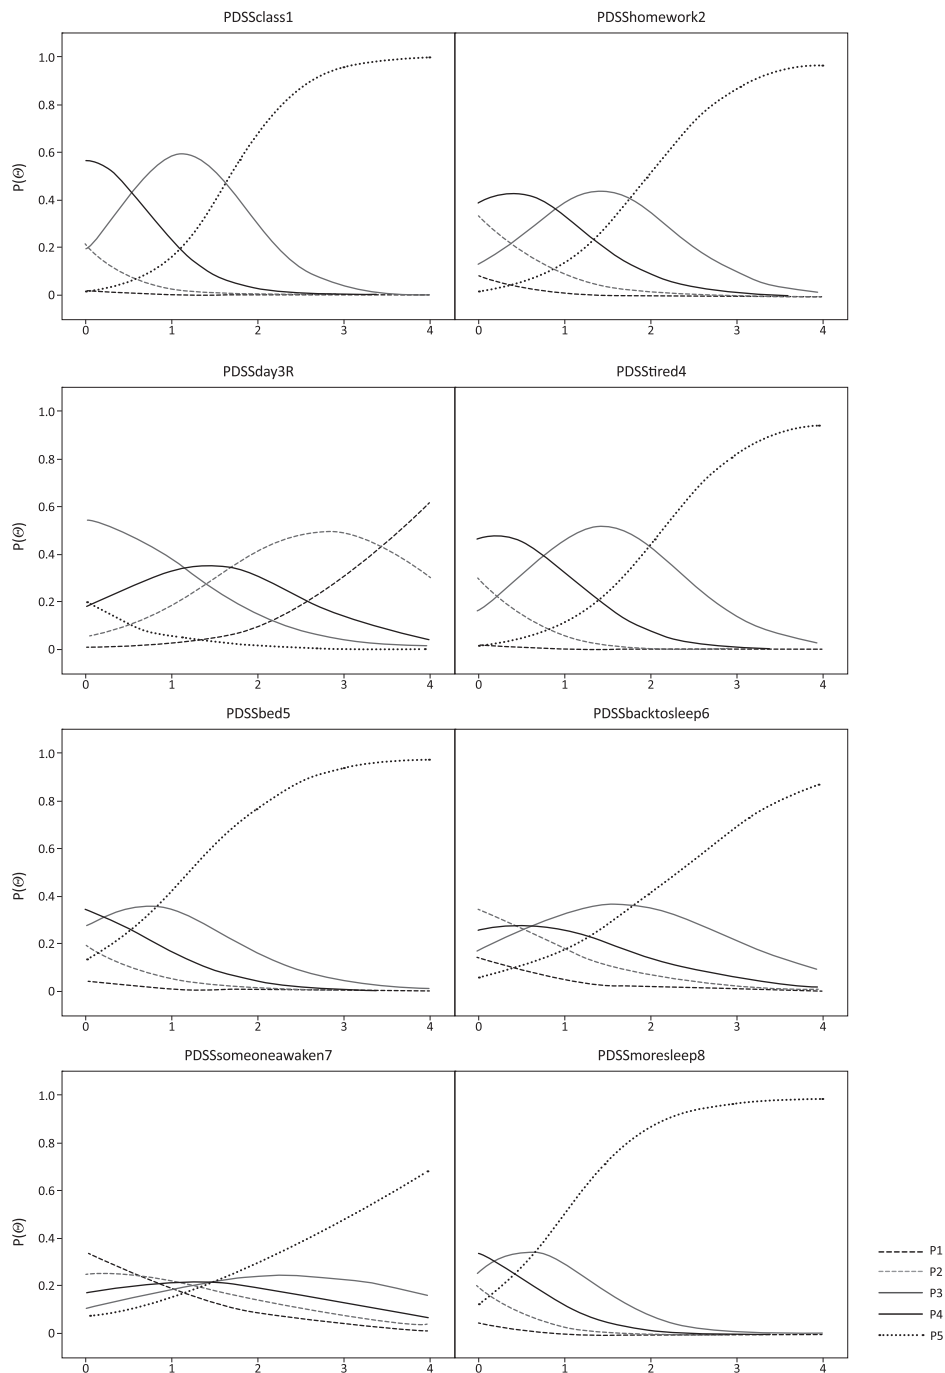 PDSSclass1 PDSShomework2
1.0
0.8
0.6
0.4
0.2
0
P(Θ)
0 1 2 3 4 0 1 2 3 4
PDSSday3R PDSStired4
1.0
0.8
0.6
0.4
0.2
0
P(Θ)
0 1 2 3 4 0 1 2 3 4
PDSSbed5 PDSSbacktosleep6
1.0
0.8
0.6
0.4
0.2
0
P(Θ)
0 1 2 3 4 0 1 2 3 4
PDSSsomeoneawaken7 PDSSmoresleep8
1.0
0.8
0.6
0.4
0.2
0
P(Θ)
0 1 2 3 4 0 1 2 3 4
P1
P2
P3
P4
P5